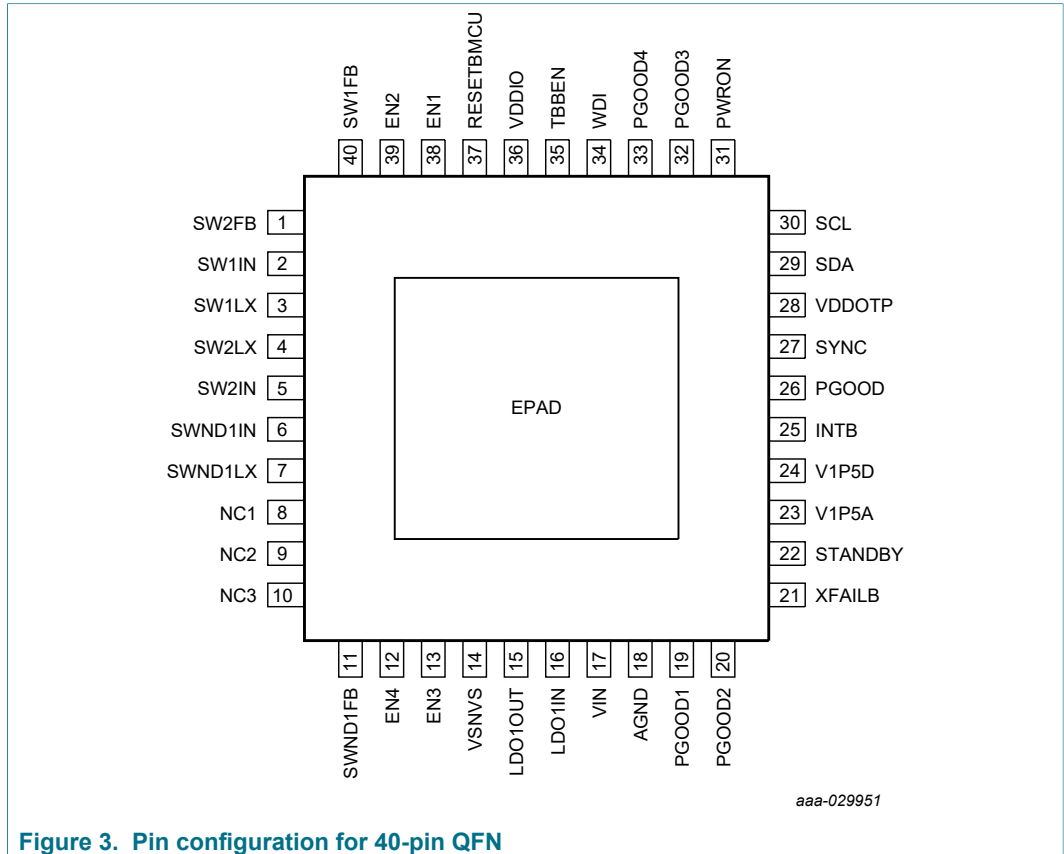 SW1FB
EN2
EN1
RESETBMCU
VDDIO
TBBEN
WDI
PGOOD4
PGOOD3
PWRON
40
39
38
37
36
35
34
33
32
31
SW2FB 1
SW1IN 2
SW1LX 3
SW2LX 4
SW2IN 5
SWND1IN 6
SWND1LX 7
NC1 8
NC2 9
NC3 10
EPAD
30 SCL
29 SDA
28 VDDOTP
27 SYNC
26 PGOOD
25 INTB
24 V1P5D
23 V1P5A
22 STANDBY
21 XFAILB
11
12
13
14
15
16
17
18
19
20
SWND1FB
EN4
EN3
VSNVS
LDO1OUT
LDO1IN
VIN
AGND
PGOOD1
PGOOD2
aaa-029951
Figure 3. Pin configuration for 40-pin QFN